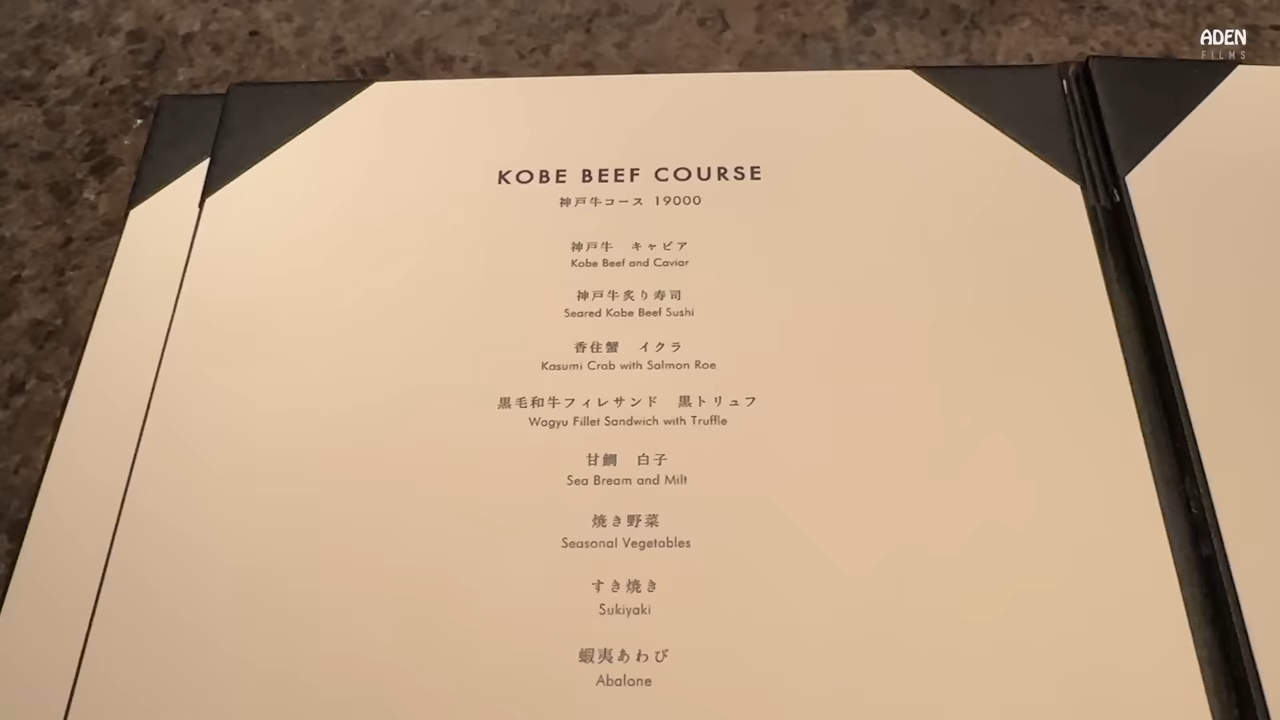 ADEN
FILMS
KOBE BEEF COURSE
神戸牛コース 19000
神戸牛　キャビア
Kobe Beef and Caviar
神戸牛炙り寿司
Seared Kobe Beef Sushi
香住蟹　イクラ
Kasumi Crab with Salmon Roe
黒毛和牛フィレサンド　黒トリュフ
Wagyu Fillet Sandwich with Truffle
甘鯛　白子
Sea Bream and Milt
焼き野菜
Seasonal Vegetables
すき焼き
Sukiyaki
蝦夷あわび
Abalone